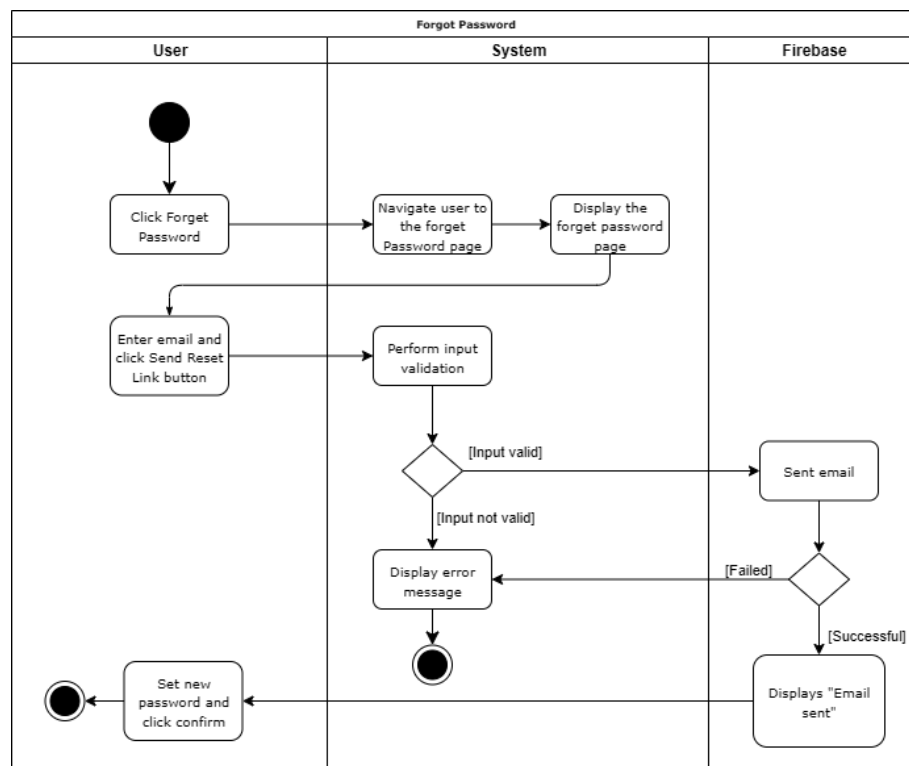 Forgot Password
User
System
Firebase
Click Forget
Password
Navigate user to
the forget
Password page
Display the
forget password
page
Enter email and
click Send Reset
Link button
Perform input
validation
[Input valid]
Sent email
[Input not valid]
Display error
message
[Failed]
[Successful]
Set new
password and
click confirm
Displays "Email
sent"